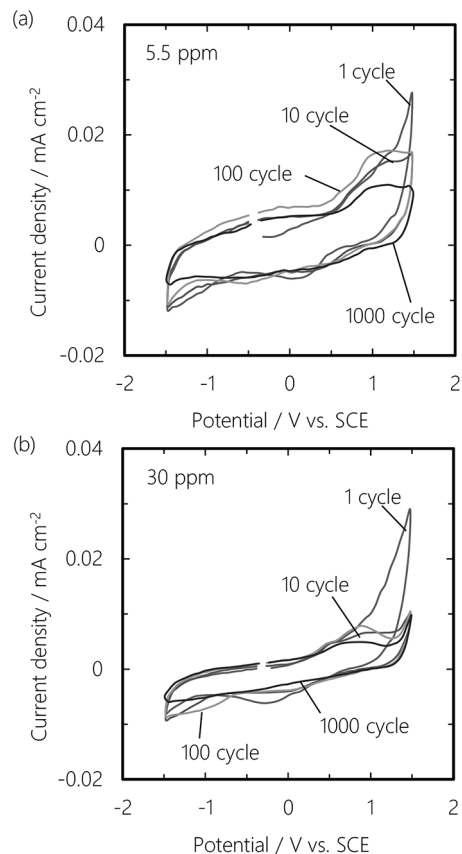 (a)
0.04
5.5 ppm
1 cycle
10 cycle
0.02
100 cycle
Current density / mA cm-2
0
1000 cycle
-0.02
-2 -1 0 1 2
Potential / V vs. SCE
(b)
0.04
30 ppm
1 cycle
0.02
10 cycle
Current density / mA cm-2
0
1000 cycle
100 cycle
-0.02
-2 -1 0 1 2
Potential / V vs. SCE